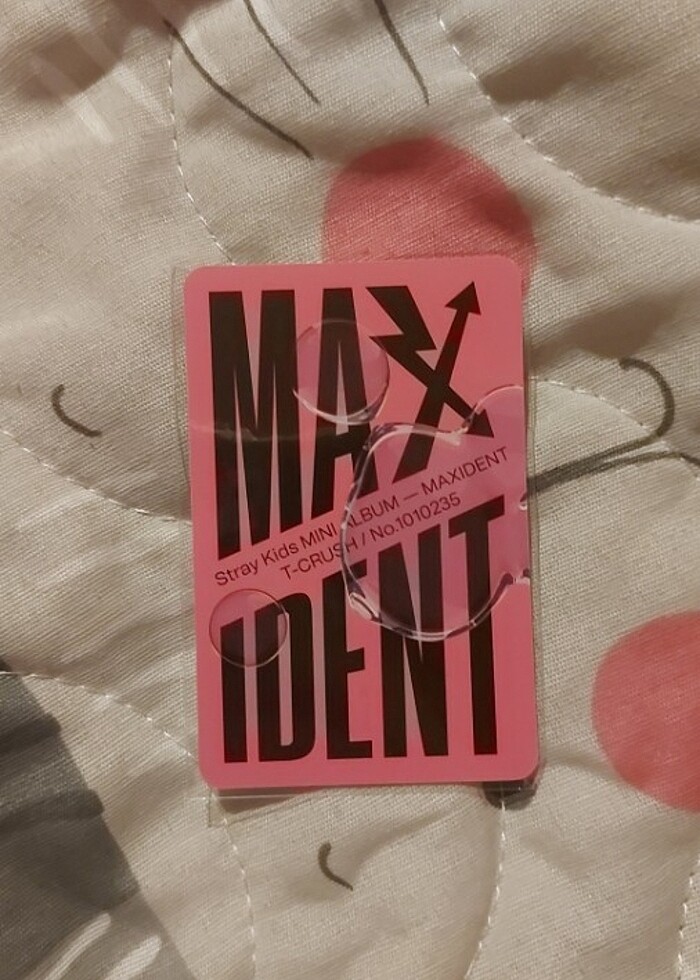 MAX
Stray Kids MINI ALBUM — MAXIDENT
T-CRUSH / No.1010235
IDENT